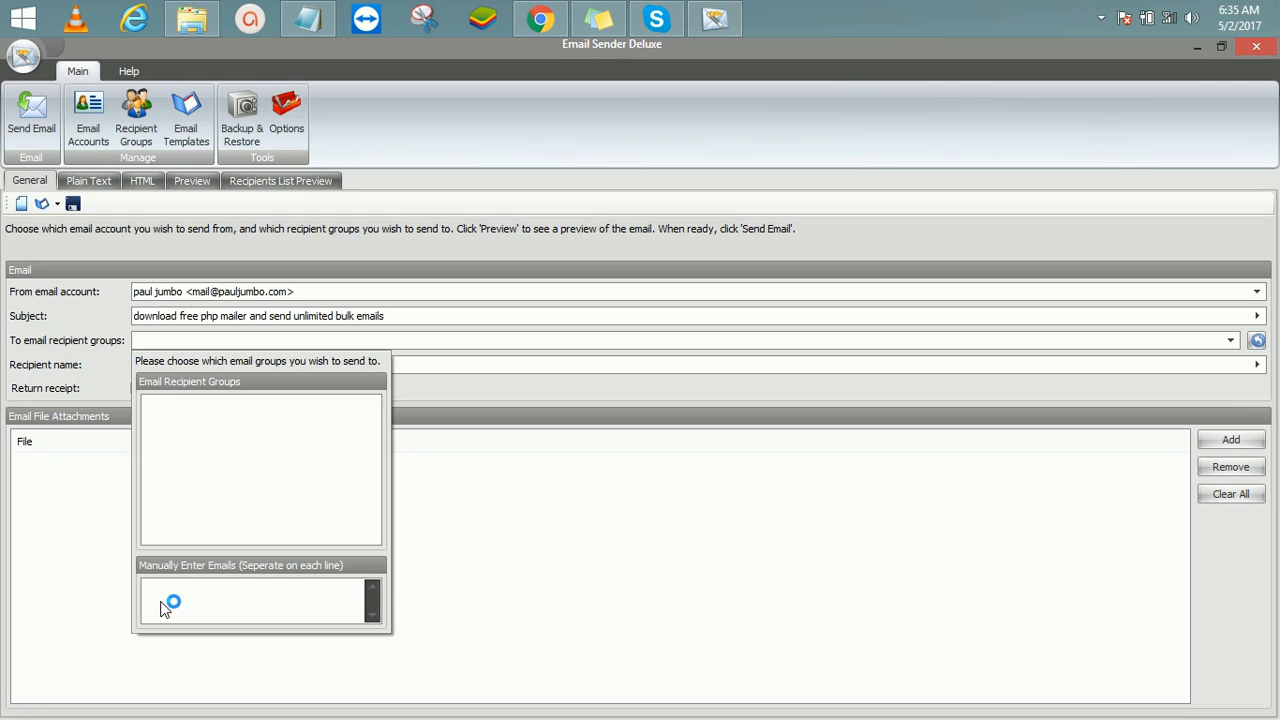 6:35 AM
5/2/2017
Email Sender Deluxe
Main
Help
Send Email
Email Accounts
Recipient Groups
Email Templates
Backup & Restore
Options
Email
Manage
Tools
General
Plain Text
HTML
Preview
Recipients List Preview
Choose which email account you wish to send from, and which recipient groups you wish to send to. Click 'Preview' to see a preview of the email. When ready, click 'Send Email'.
Email
From email account:
paul jumbo <mail@pauljumbo.com>
Subject:
download free php mailer and send unlimited bulk emails
To email recipient groups:
Recipient name:
Return receipt:
Please choose which email groups you wish to send to.
Email Recipient Groups
Manually Enter Emails (Seperate on each line)
Email File Attachments
File
Add
Remove
Clear All